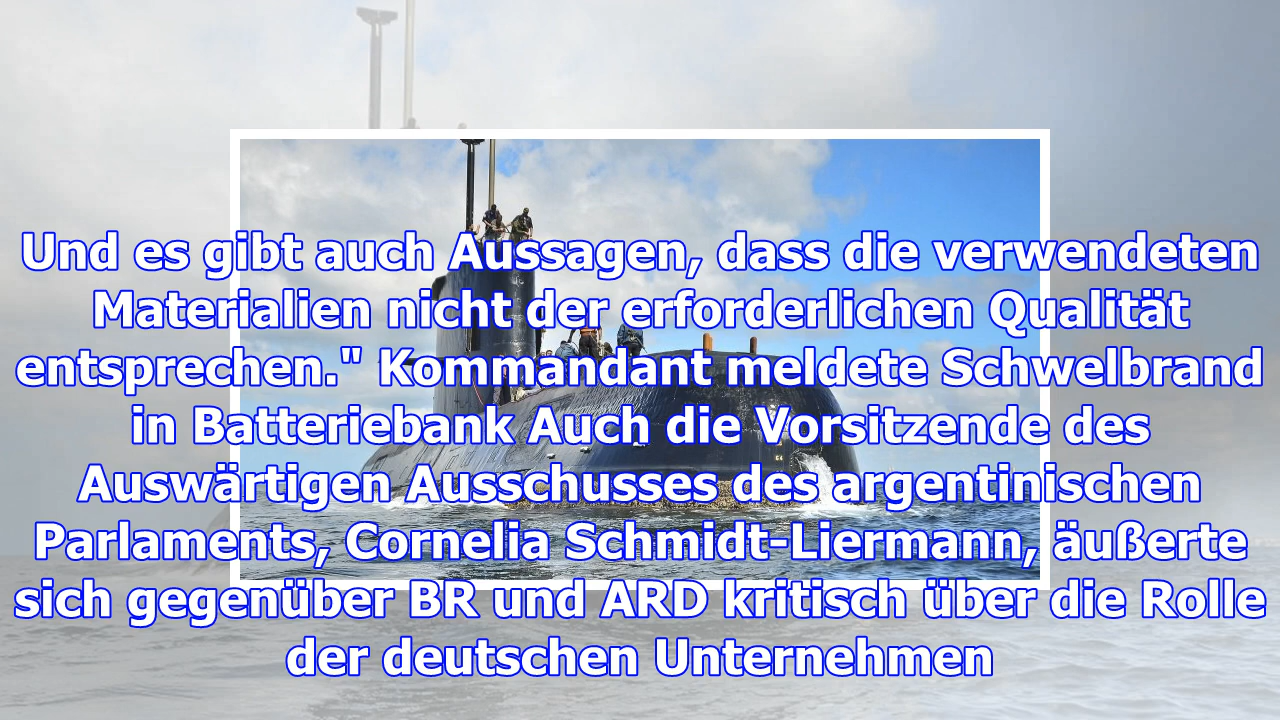 Und es gibt auch Aussagen, dass die verwendeten
Materialien nicht der erforderlichen Qualität
entsprechen." Kommandant meldete Schwelbrand
in Batteriebank Auch die Vorsitzende des
Auswärtigen Ausschusses des argentinischen
Parlaments, Cornelia Schmidt-Liermann, äußerte
sich gegenüber BR und ARD kritisch über die Rolle
der deutschen Unternehmen